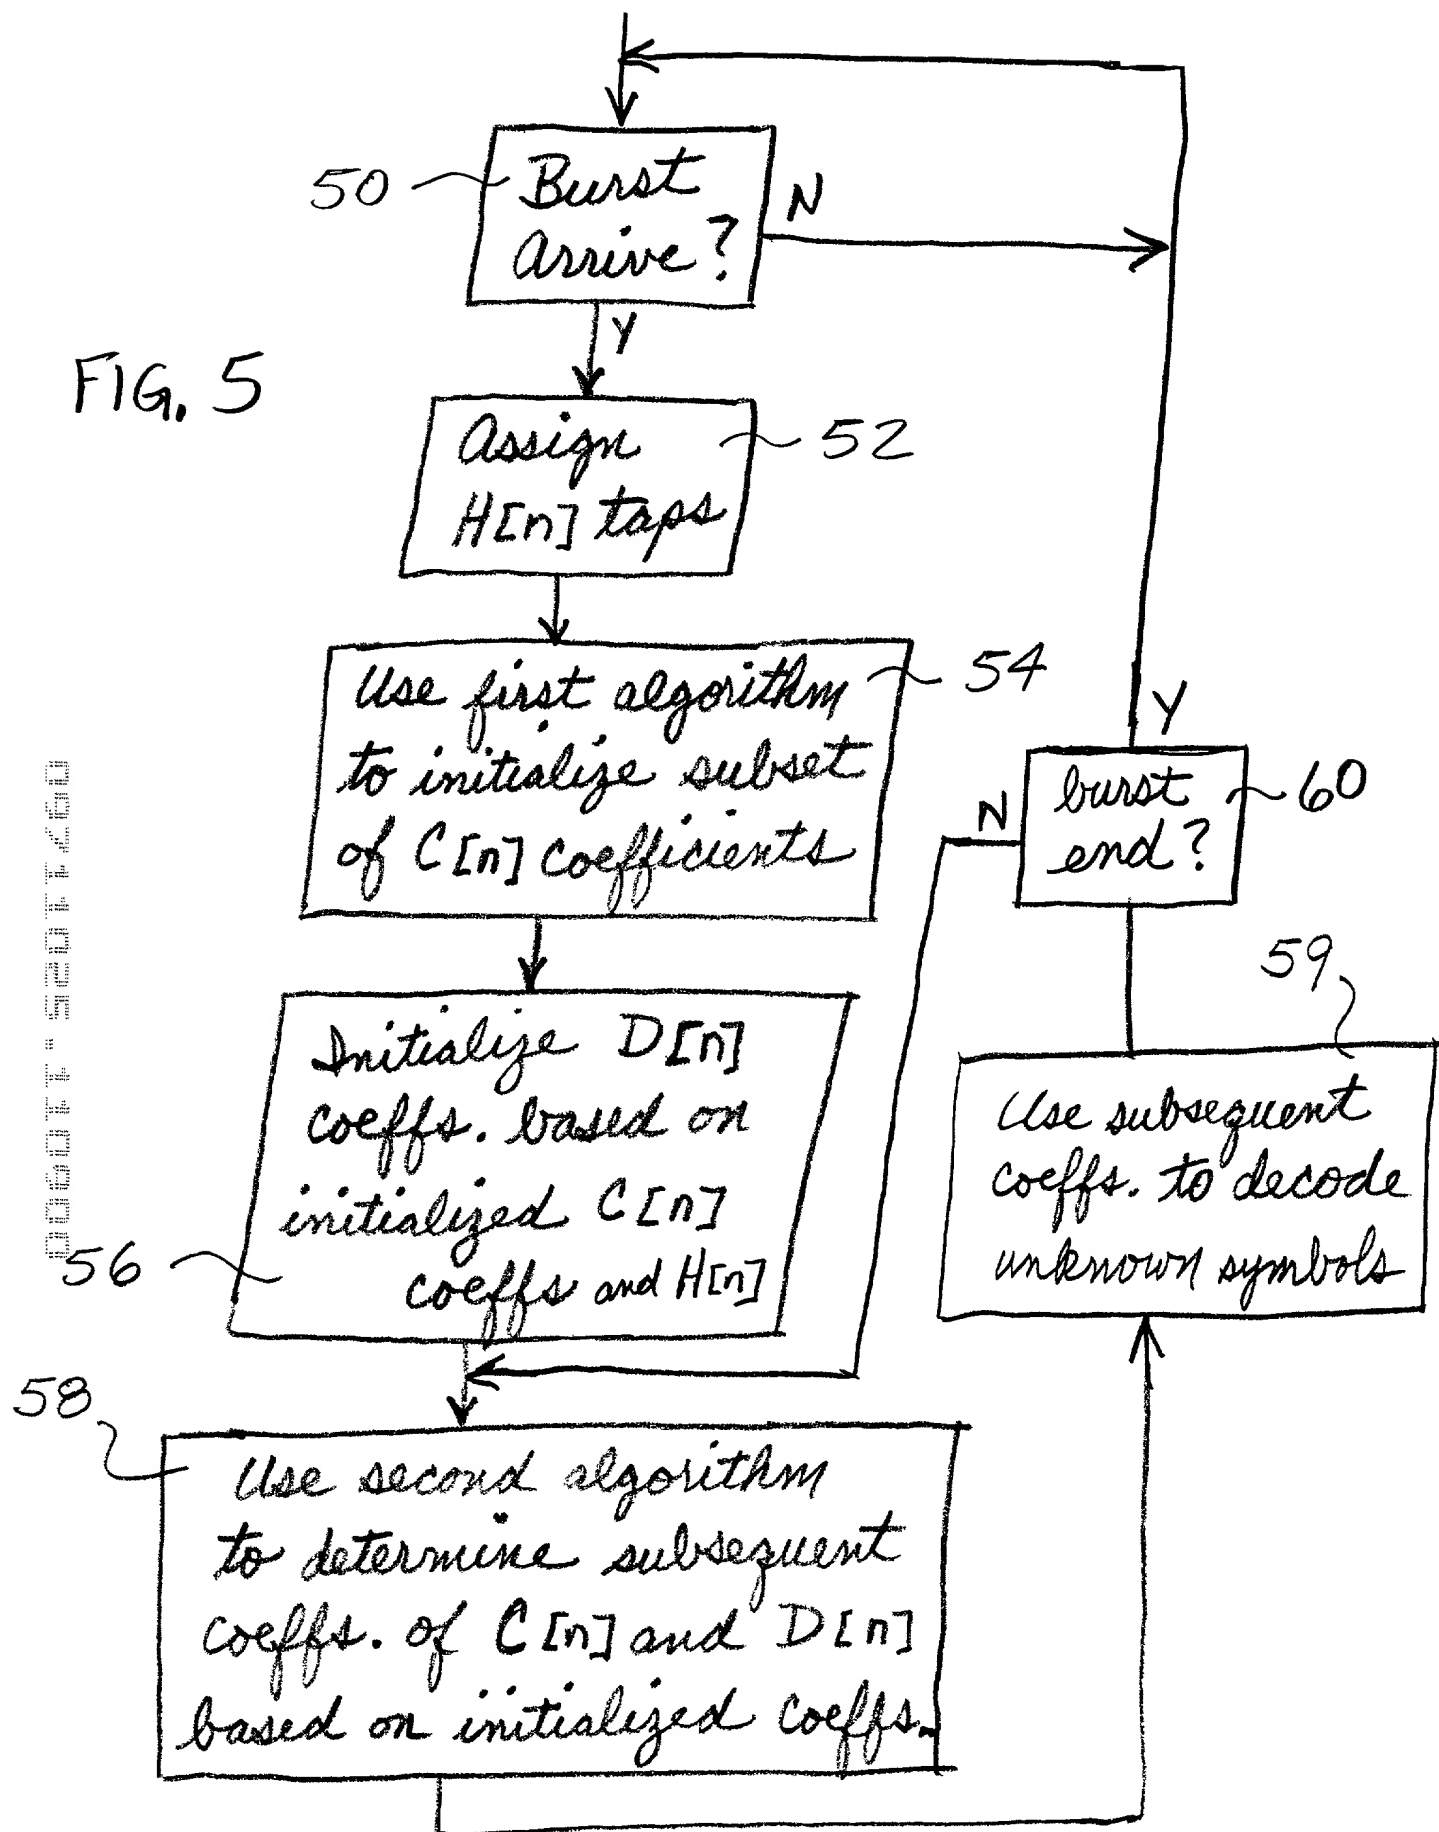 50
Burst
Arrive?
N
Y
FIG. 5
Assign
H[n] taps
52
Use first algorithm
to initialize subset
of C[n] coefficients
54
Initialize D[n]
coeffs. based on
initialized C[n]
coeffs and H[n]
56
58
Use second algorithm
to determine subsequent
coeffs. of C[n] and D[n]
based on initialized coeffs.
59
Use subsequent
coeffs. to decode
unknown symbols
burst
end?
60
N
Y